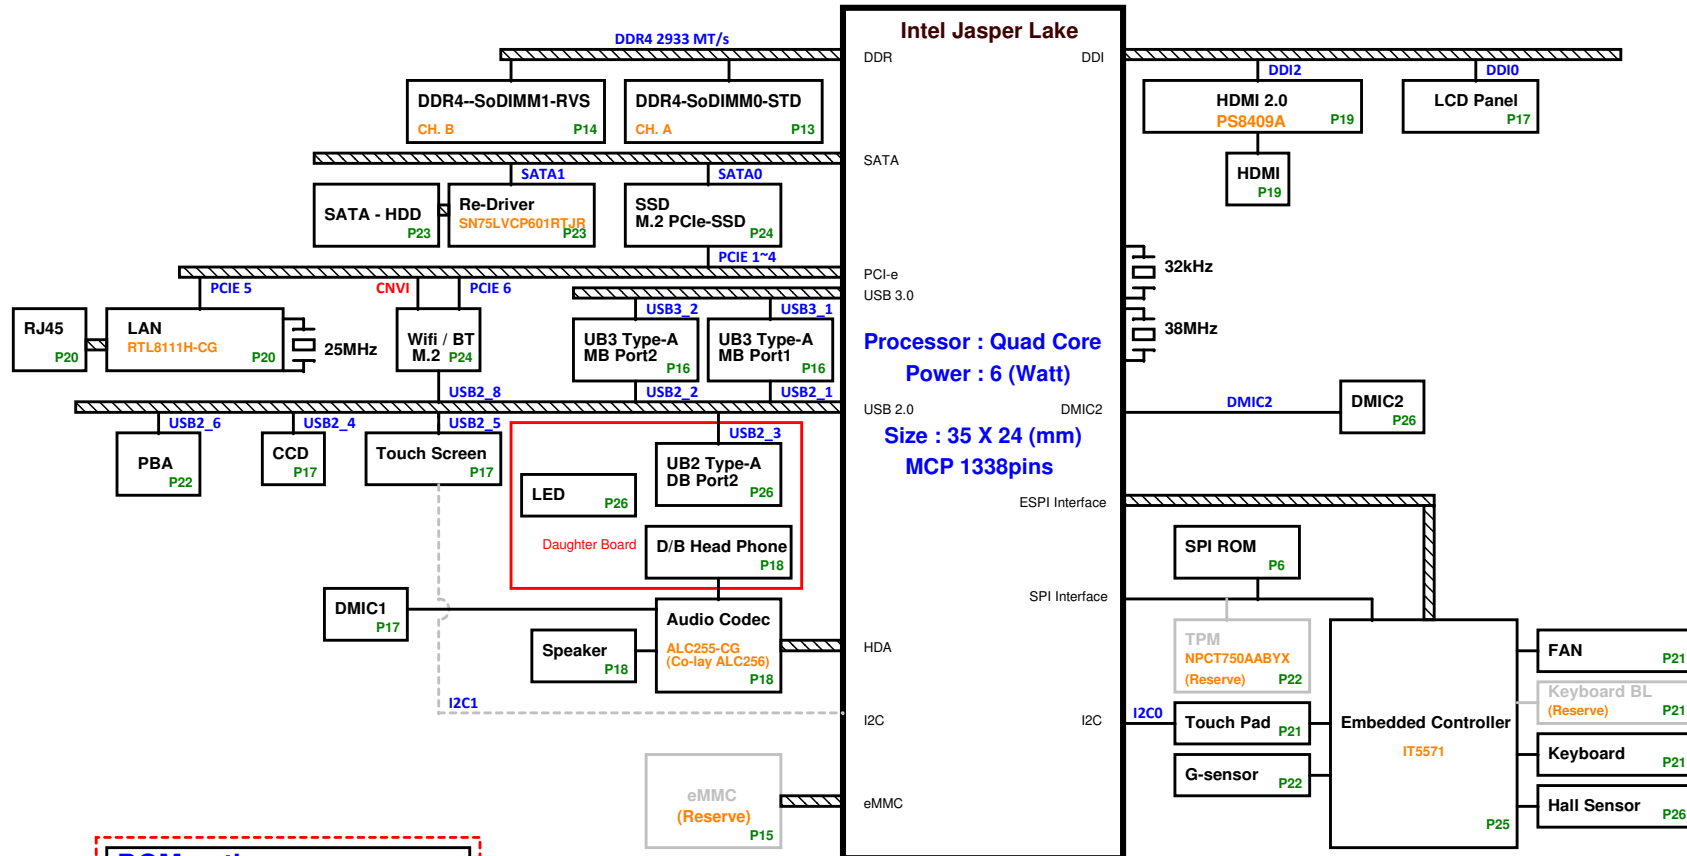 Intel Jasper Lake
DDR4 2933 MT/s
DDR
DDI
DDI2
DDI0
DDR4--SoDIMM1-RVS
CH. B
P14
DDR4-SoDIMM0-STD
CH. A
P13
HDMI 2.0
PS8409A
P19
LCD Panel
P17
SATA
SATA1
SATA0
HDMI
P19
SATA - HDD
P23
Re-Driver
SN75LVCP601RTJR
P23
SSD
M.2 PCIe-SSD
P24
PCIE 1~4
PCI-e
32kHz
PCIE 5
CNVI
PCIE 6
USB 3.0
USB3_2
USB3_1
RJ45
P20
LAN
RTL8111H-CG
P20
25MHz
Wifi / BT
M.2
P24
UB3 Type-A
MB Port2
P16
UB3 Type-A
MB Port1
P16
38MHz
Processor : Quad Core
Power : 6 (Watt)
USB2_8
USB2_2
USB2_1
USB 2.0
DMIC2
DMIC2
DMIC2
P26
USB2_6
USB2_4
USB2_5
USB2_3
Size : 35 X 24 (mm)
MCP 1338pins
PBA
P22
CCD
P17
Touch Screen
P17
UB2 Type-A
DB Port2
P26
LED
P26
ESPI Interface
Daughter Board
D/B Head Phone
P18
SPI ROM
P6
SPI Interface
DMIC1
P17
Audio Codec
ALC255-CG
(Co-lay ALC256)
P18
Speaker
P18
HDA
TPM
NPCT750AABYX
(Reserve)
P22
FAN
P21
Keyboard BL
(Reserve)
P21
I2C1
I2C
I2C
I2C0
Touch Pad
P21
Embedded Controller
IT5571
P25
Keyboard
P21
G-sensor
P22
Hall Sensor
P26
eMMC
(Reserve)
P15
eMMC